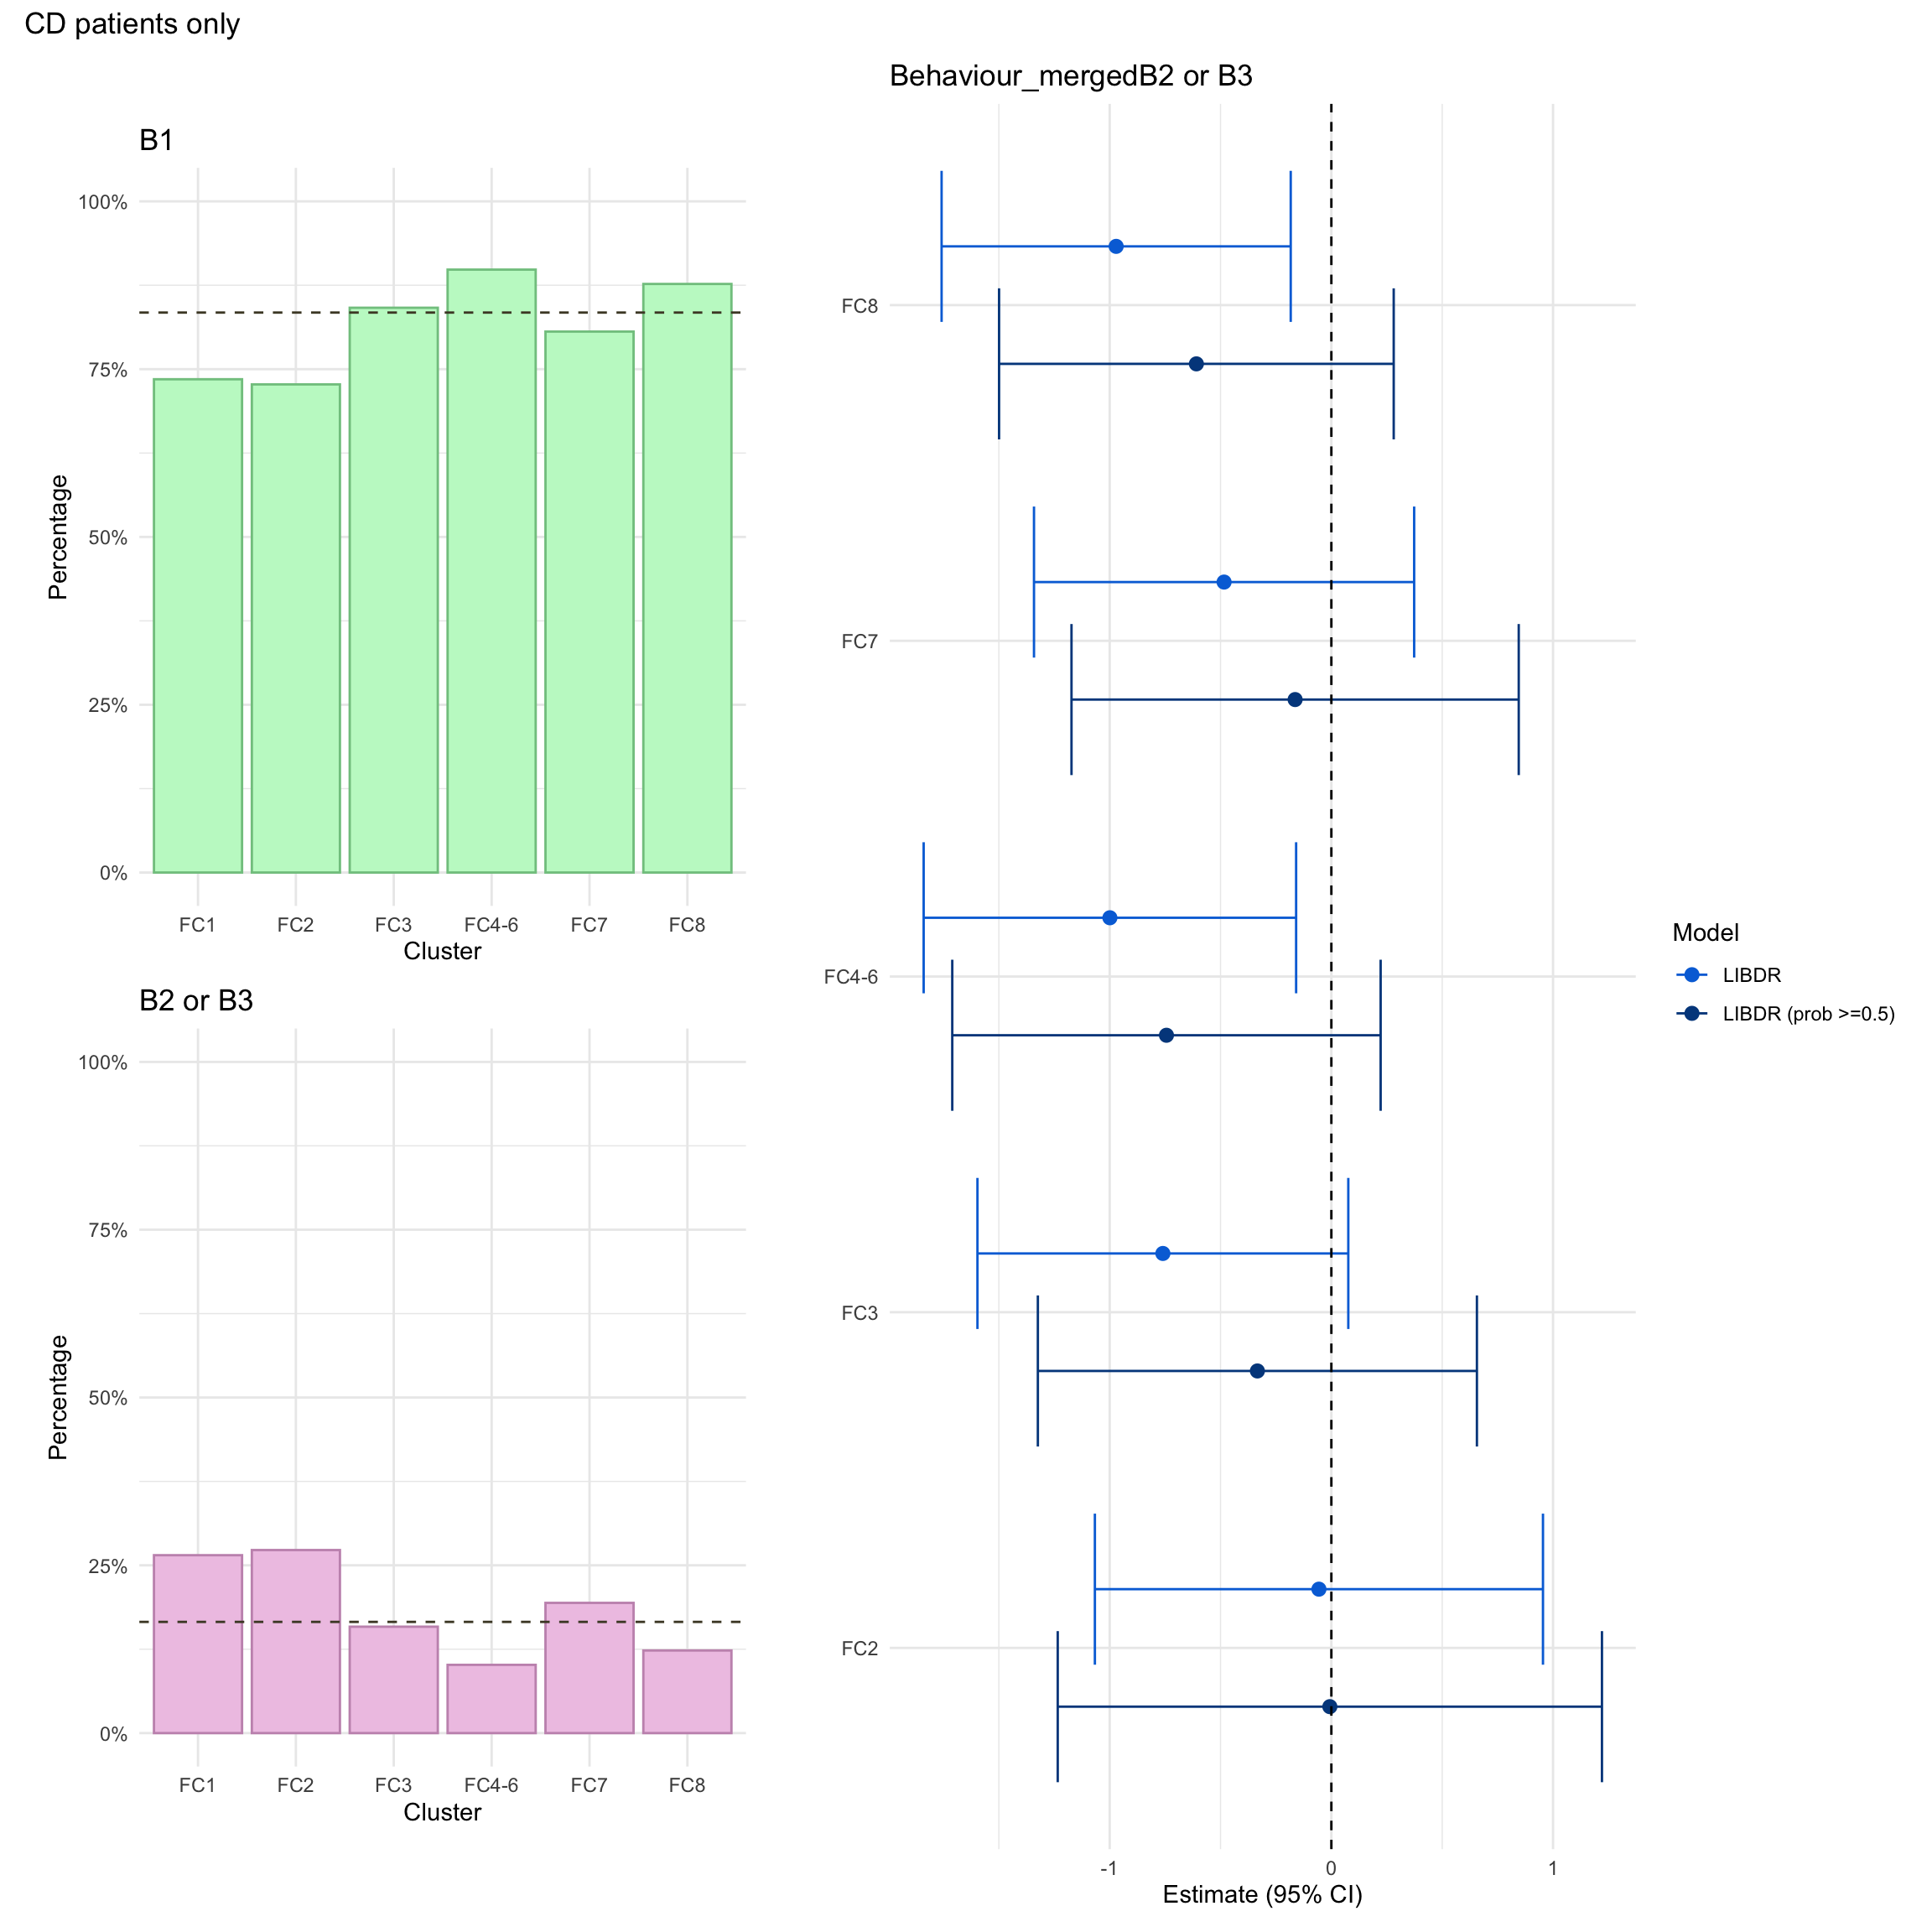 CD patients only
B1
100%
75%
50%
25%
0%
Percentage
FC1 FC2 FC3 FC4-6 FC7 FC8
Cluster
B2 or B3
100%
75%
50%
25%
0%
Percentage
FC1 FC2 FC3 FC4-6 FC7 FC8
Cluster
Behaviour_mergedB2 or B3
FC8
FC7
FC4-6
FC3
FC2
-1 0 1
Estimate (95% CI)
Model
LIBDR
LIBDR (prob >=0.5)